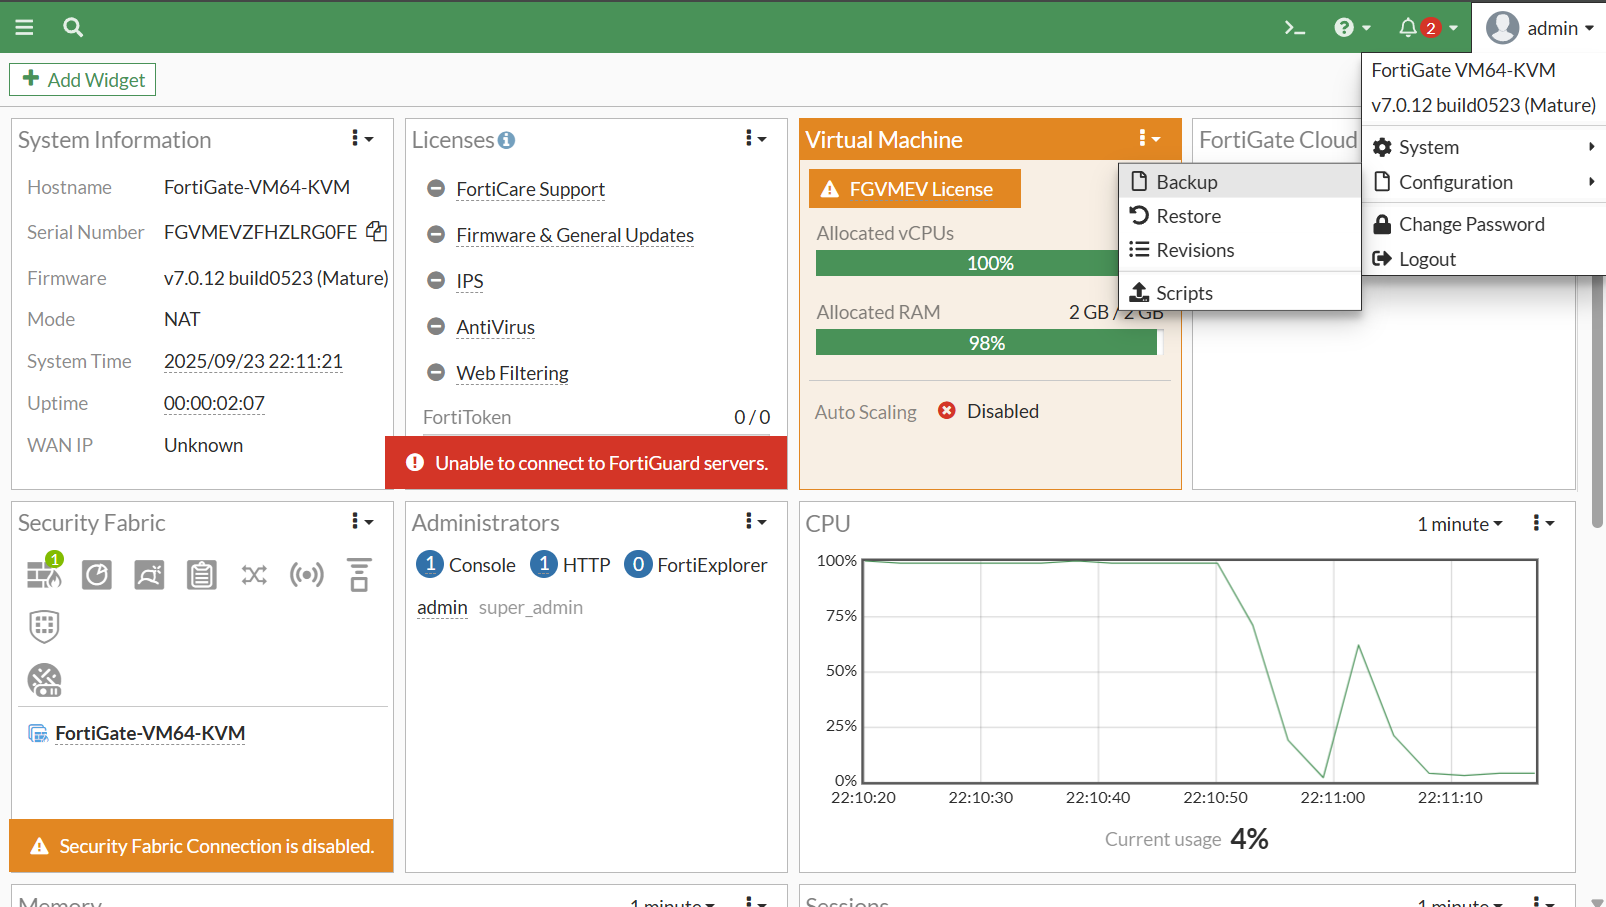 2
admin
Add Widget
FortiGate VM64-KVM
v7.0.12 build0523 (Mature)
System
Configuration
Change Password
Logout
Backup
Restore
Revisions
Scripts
System Information
Hostname FortiGate-VM64-KVM
Serial Number FGVMEVZFHZLRG0FE
Firmware v7.0.12 build0523 (Mature)
Mode NAT
System Time 2025/09/23 22:11:21
Uptime 00:00:02:07
WAN IP Unknown
Licenses
FortiCare Support
Firmware & General Updates
IPS
AntiVirus
Web Filtering
FortiToken 0 / 0
Unable to connect to FortiGuard servers.
Virtual Machine
FGVMEV License
Allocated vCPUs
100%
Allocated RAM 2 GB / 2 GB
98%
Auto Scaling Disabled
FortiGate Cloud
Security Fabric
1
FortiGate-VM64-KVM
Security Fabric Connection is disabled.
Administrators
1 Console 1 HTTP 0 FortiExplorer
admin super_admin
CPU 1 minute
100%
75%
50%
25%
0%
22:10:20 22:10:30 22:10:40 22:10:50 22:11:00 22:11:10
Current usage 4%
Memory 1 minute
Sessions 1 minute